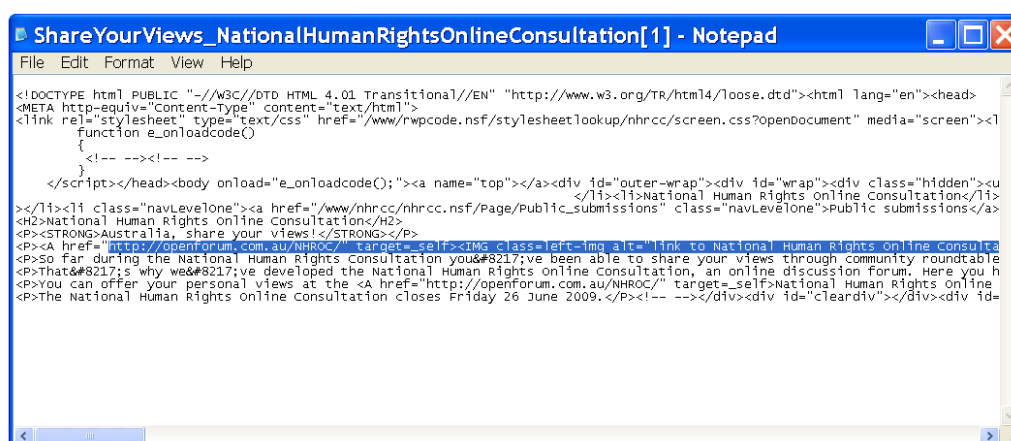 ShareYourViews_NationalHumanRightsOnlineConsultation[1] - Notepad
File Edit Format View Help
<!DOCTYPE html PUBLIC "-//W3C//DTD HTML 4.01 Transitional//EN" "http://www.w3.org/TR/html4/loose.dtd"><html lang="en"><head>
<META http-equiv="Content-Type" content="text/html">
<link rel="stylesheet" type="text/css" href="/www/rwpcode.nsf/stylesheetlookup/nhrcc/screen.css?OpenDocument" media="screen"><l
function e_onloadcode()
{
<!-- --><!-- -->
}
</script></head><body onload="e_onloadcode();"><a name="top"></a><div id="outer-wrap"><div id="wrap"><div class="hidden"><u
</li><li>National Human Rights Consultation</li>
></li><li class="navLevelOne"><a href="/www/nhrcc/nhrcc.nsf/Page/Public_submissions" class="navLevelOne">Public submissions</a>
<H2>National Human Rights Online Consultation</H2>
<P><STRONG>Australia, share your views!</STRONG></P>
<P><A href="http://openforum.com.au/NHROC/" target=_self><IMG class=left-img alt="link to National Human Rights Online Consulta
<P>So far during the National Human Rights Consultation you&#8217;ve been able to share your views through community roundtable
<P>That&#8217;s why we&#8217;ve developed the National Human Rights Online Consultation, an online discussion forum. Here you h
<P>You can offer your personal views at the <A href="http://openforum.com.au/NHROC/" target=_self>National Human Rights Online
<P>The National Human Rights Online Consultation closes Friday 26 June 2009.</P><!-- --></div><div id="cleardiv"></div><div id=